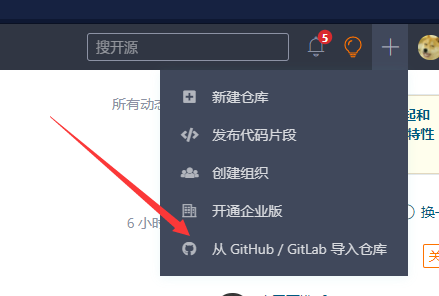 搜开源
5
新建仓库
所有动态
起和
发布代码片段
特性
创建组织
开通企业版
换一
6 小时
从 GitHub / GitLab 导入仓库
关